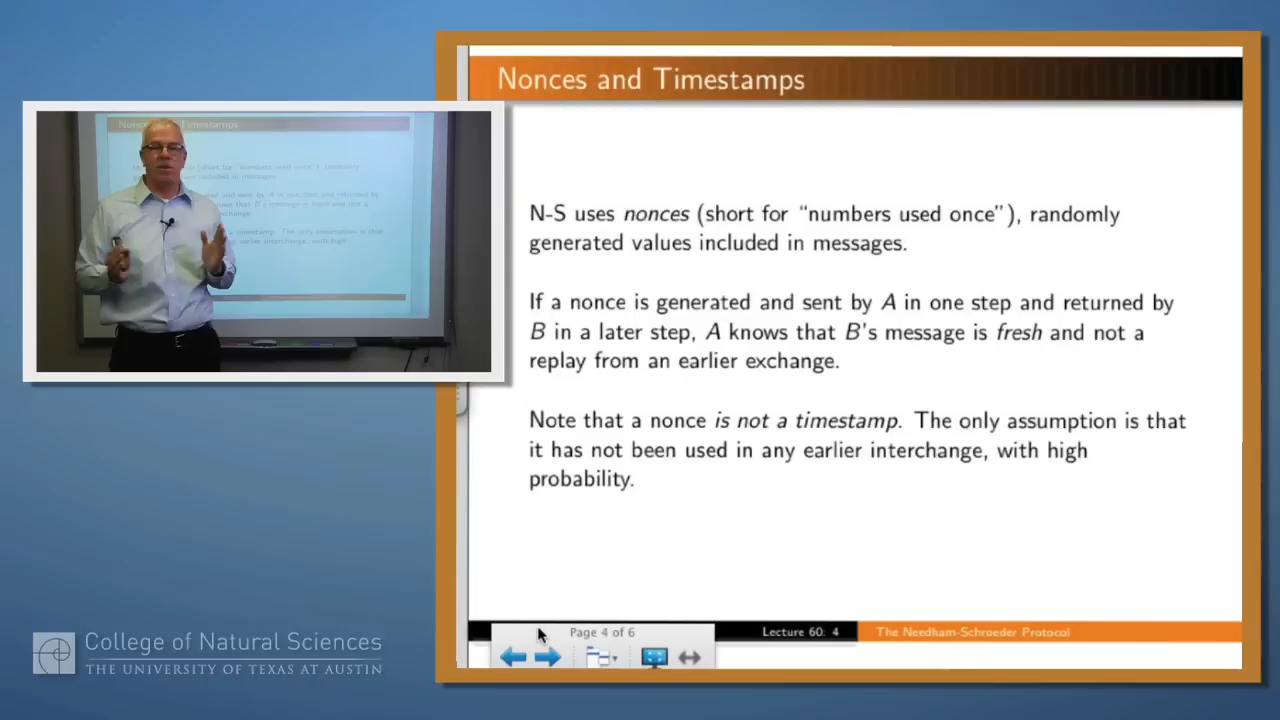 Nonces and Timestamps
N-S uses nonces (short for “numbers used once”), randomly
generated values included in messages.
If a nonce is generated and sent by A in one step and returned by
B in a later step, A knows that B's message is fresh and not a
replay from an earlier exchange.
Note that a nonce is not a timestamp. The only assumption is that
it has not been used in any earlier interchange, with high
probability.
Page 4 of 6
Lecture 60: 4
The Needham-Schroeder Protocol
College of Natural Sciences
THE UNIVERSITY OF TEXAS AT AUSTIN